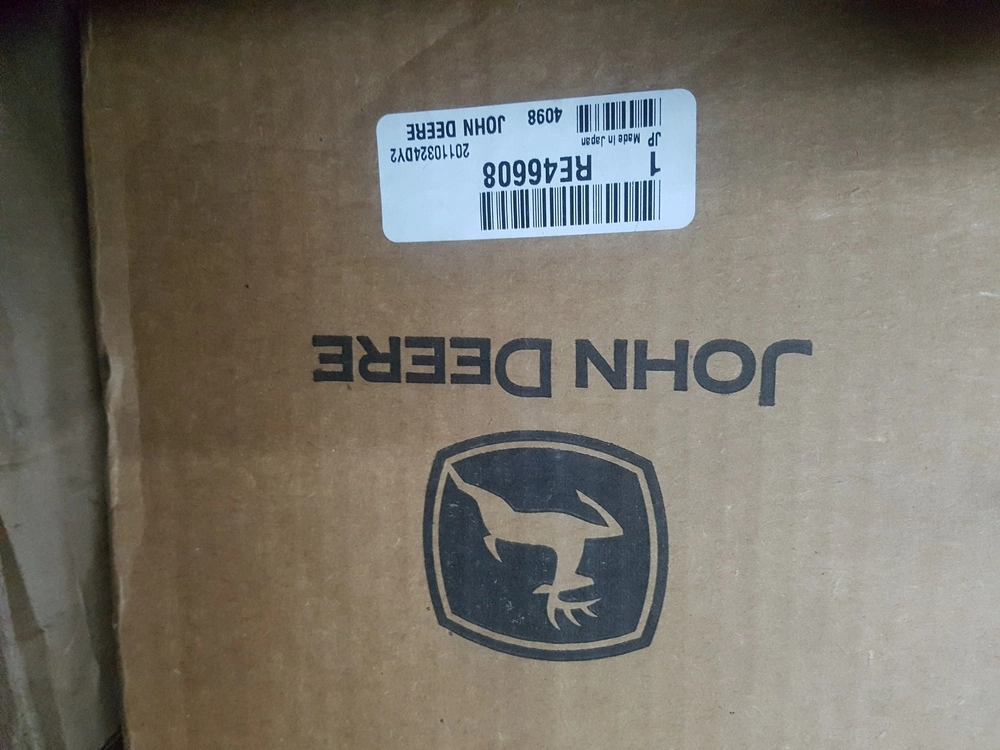 JOHN DEERE
1 RE46608
JP Made In Japan
20110324DY2
4098 JOHN DEERE